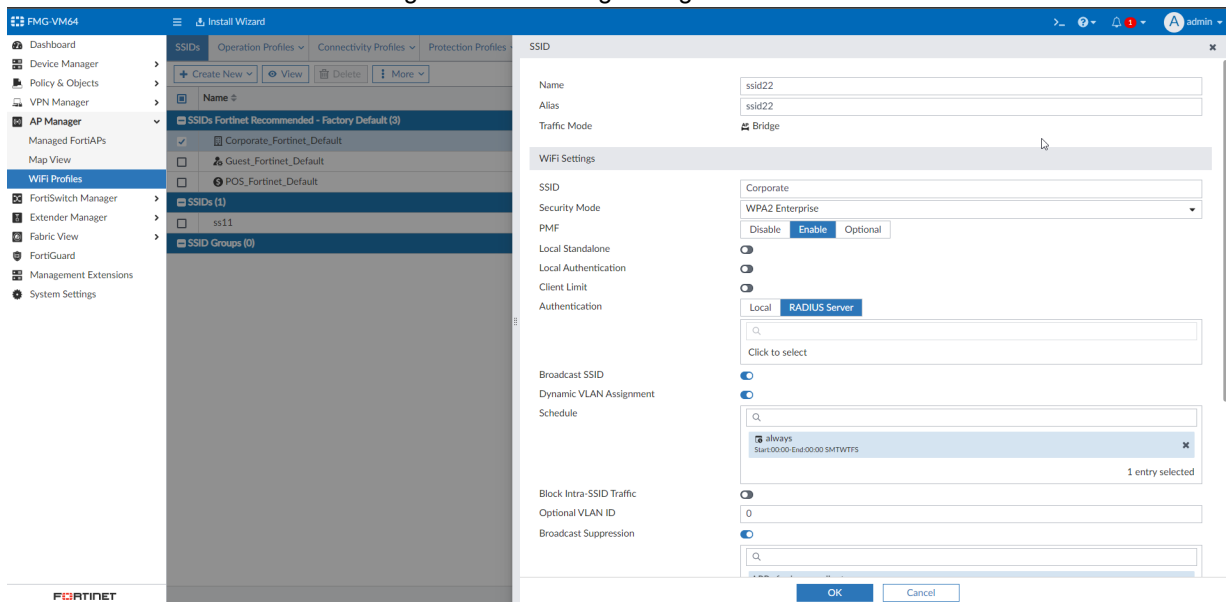 FMG-VM64
Install Wizard
1
A
admin
Dashboard
Device Manager
Policy & Objects
VPN Manager
AP Manager
Managed FortiAPs
Map View
WiFi Profiles
FortiSwitch Manager
Extender Manager
Fabric View
FortiGuard
Management Extensions
System Settings
FORTINET
SSIDs
Operation Profiles
Connectivity Profiles
Protection Profiles
Create New
View
Delete
More
Name
SSIDs Fortinet Recommended - Factory Default (3)
Corporate_Fortinet_Default
Guest_Fortinet_Default
POS_Fortinet_Default
SSIDs (1)
ss11
SSID Groups (0)
SSID
Name ssid22
Alias ssid22
Traffic Mode Bridge
WiFi Settings
SSID Corporate
Security Mode WPA2 Enterprise
PMF Disable Enable Optional
Local Standalone
Local Authentication
Client Limit
Authentication Local RADIUS Server
Click to select
Broadcast SSID
Dynamic VLAN Assignment
Schedule
always
Start:00:00-End:00:00 SMTWTFS
1 entry selected
Block Intra-SSID Traffic
Optional VLAN ID 0
Broadcast Suppression
OK Cancel